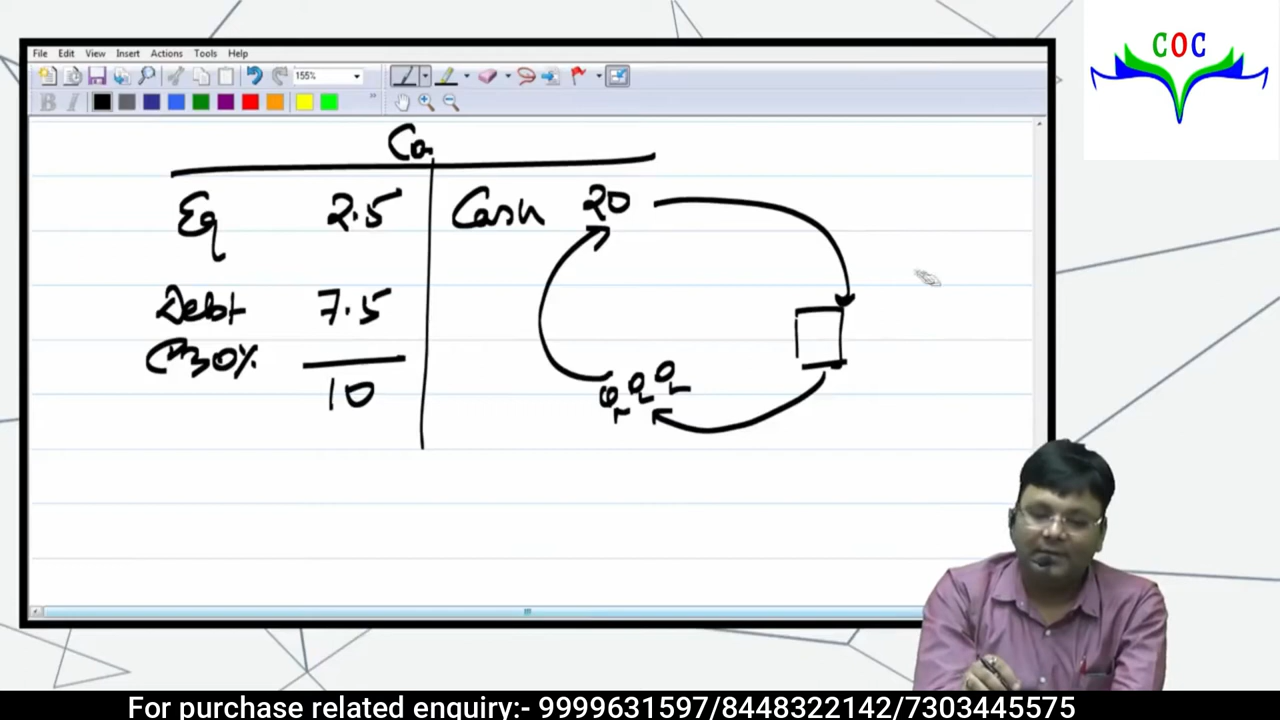 COC
File Edit View Insert Actions Tools Help
155%
B I
Co.
Eq 2.5 Cash 20
Debt 7.5
@30%
10
For purchase related enquiry:- 9999631597/8448322142/7303445575